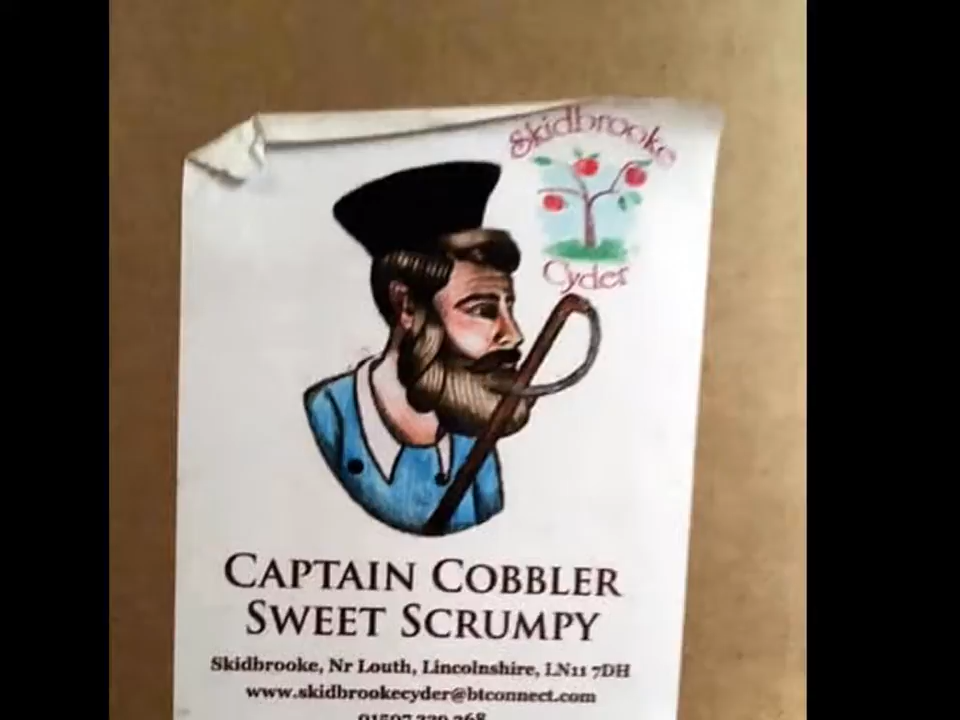 Skidbrooke
Cyder
CAPTAIN COBBLER
SWEET SCRUMPY
Skidbrooke, Nr Louth, Lincolnshire, LN11 7DH
www.skidbrookecyder@btconnect.com